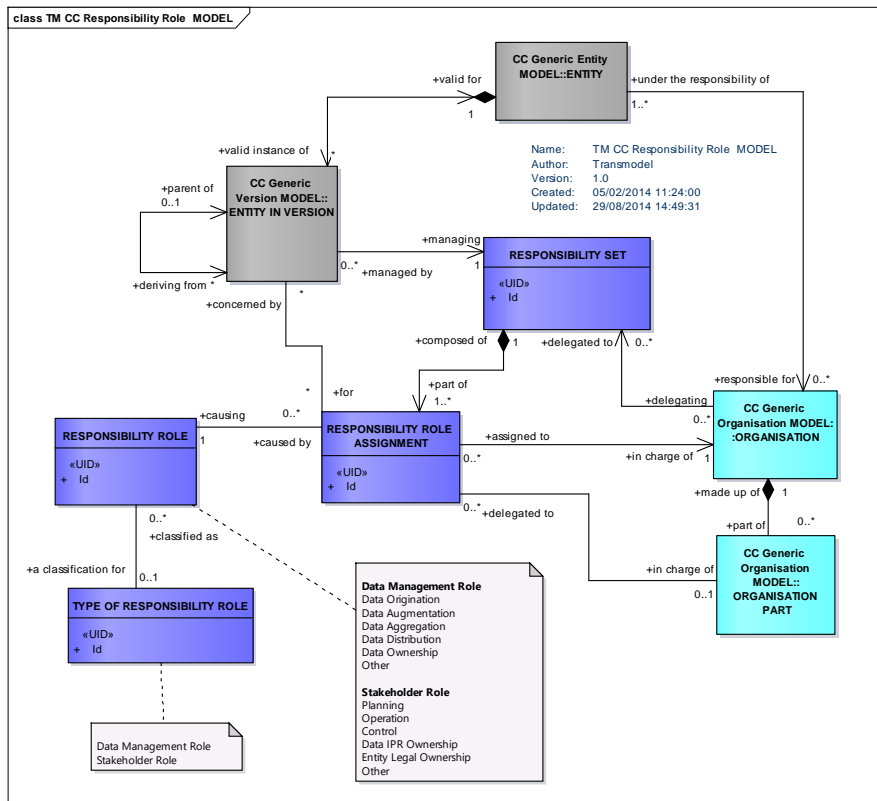 class TM CC Responsibility Role  MODEL
CC Generic Entity
MODEL::ENTITY
+valid for
1
+under the responsibility of
1..*
Name: TM CC Responsibility Role  MODEL
Author: Transmodel
Version: 1.0
Created: 05/02/2014 11:24:00
Updated: 29/08/2014 14:49:31
+valid instance of
*
CC Generic
Version MODEL::
ENTITY IN VERSION
+parent of
0..1
+deriving from *
+managing
0..*
1
+managed by
RESPONSIBILITY SET
«UID»
+ Id
+concerned by
*
+composed of
1
+delegated to
0..*
+part of
1..*
+responsible for
0..*
+delegating
0..*
CC Generic
Organisation MODEL:
:ORGANISATION
*
+for
+causing
0..*
1
+caused by
RESPONSIBILITY ROLE
«UID»
+ Id
RESPONSIBILITY ROLE
ASSIGNMENT
«UID»
+ Id
+assigned to
0..*
+in charge of
1
+made up of
1
+part of
0..*
0..*
+delegated to
+in charge of
0..1
CC Generic
Organisation
MODEL::
ORGANISATION
PART
0..*
+classified as
+a classification for
0..1
TYPE OF RESPONSIBILITY ROLE
«UID»
+ Id
Data Management Role
Data Origination
Data Augmentation
Data Aggregation
Data Distribution
Data Ownership
Other
Stakeholder Role
Planning
Operation
Control
Data IPR Ownership
Entity Legal Ownership
Other
Data Management Role
Stakeholder Role